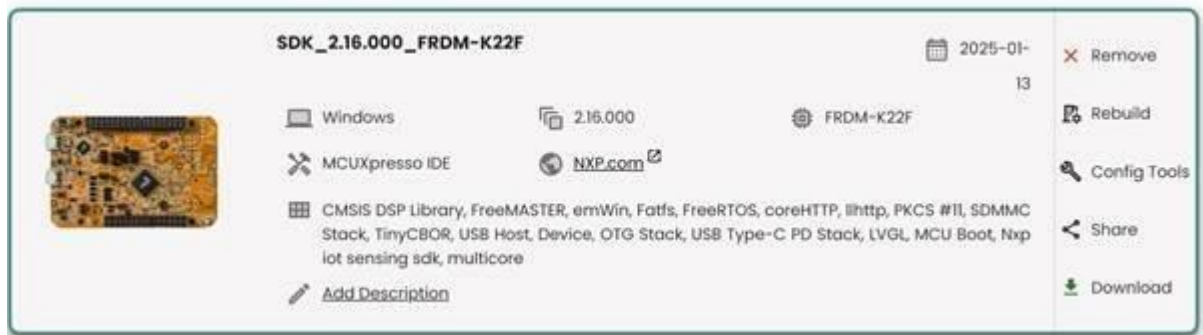 SDK_2.16.000_FRDM-K22F
2025-01-
13
Remove
Windows
2.16.000
FRDM-K22F
Rebuild
MCUXpresso IDE
NXP.com
Config Tools
CMSIS DSP Library, FreeMASTER, emWin, Fatfs, FreeRTOS, coreHTTP, llhttp, PKCS #11, SDMMC
Stack, TinyCBOR, USB Host, Device, OTG Stack, USB Type-C PD Stack, LVGL, MCU Boot, Nxp
iot sensing sdk, multicore
Share
Add Description
Download